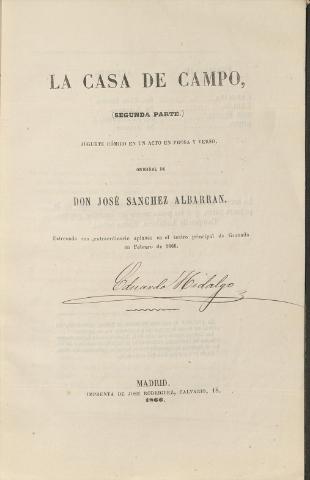 LA CASA DE CAMPO,
(SEGUNDA PARTE.)
JUGUETE CÓMICO EN UN ACTO EN PROSA Y VERSO,
ORIGINAL DE
DON JOSÉ SANCHEZ ALBARRAN.
Estrenado con extraordinario aplauso en el teatro principal de Granada
en Febrero de 1866.
Eduardo Hidalgo
MADRID.
IMPRENTA DE JOSÉ RODRIGUEZ, CALVARIO, 18.
1866.